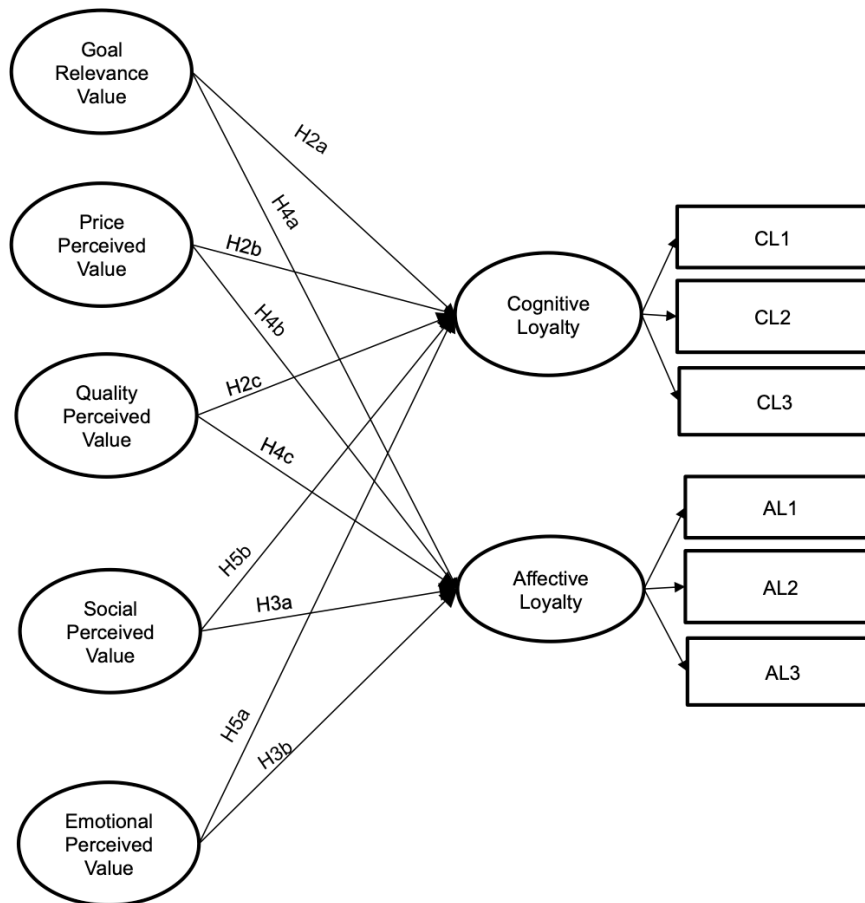 Goal
Relevance
Value
H2a
H4a
Price
Perceived
Value
H2b
H4b
CL1
Cognitive
Loyalty
CL2
Quality
Perceived
Value
H2c
H4c
CL3
AL1
H5b
Social
Perceived
Value
H3a
Affective
Loyalty
AL2
AL3
H5a
H3b
Emotional
Perceived
Value